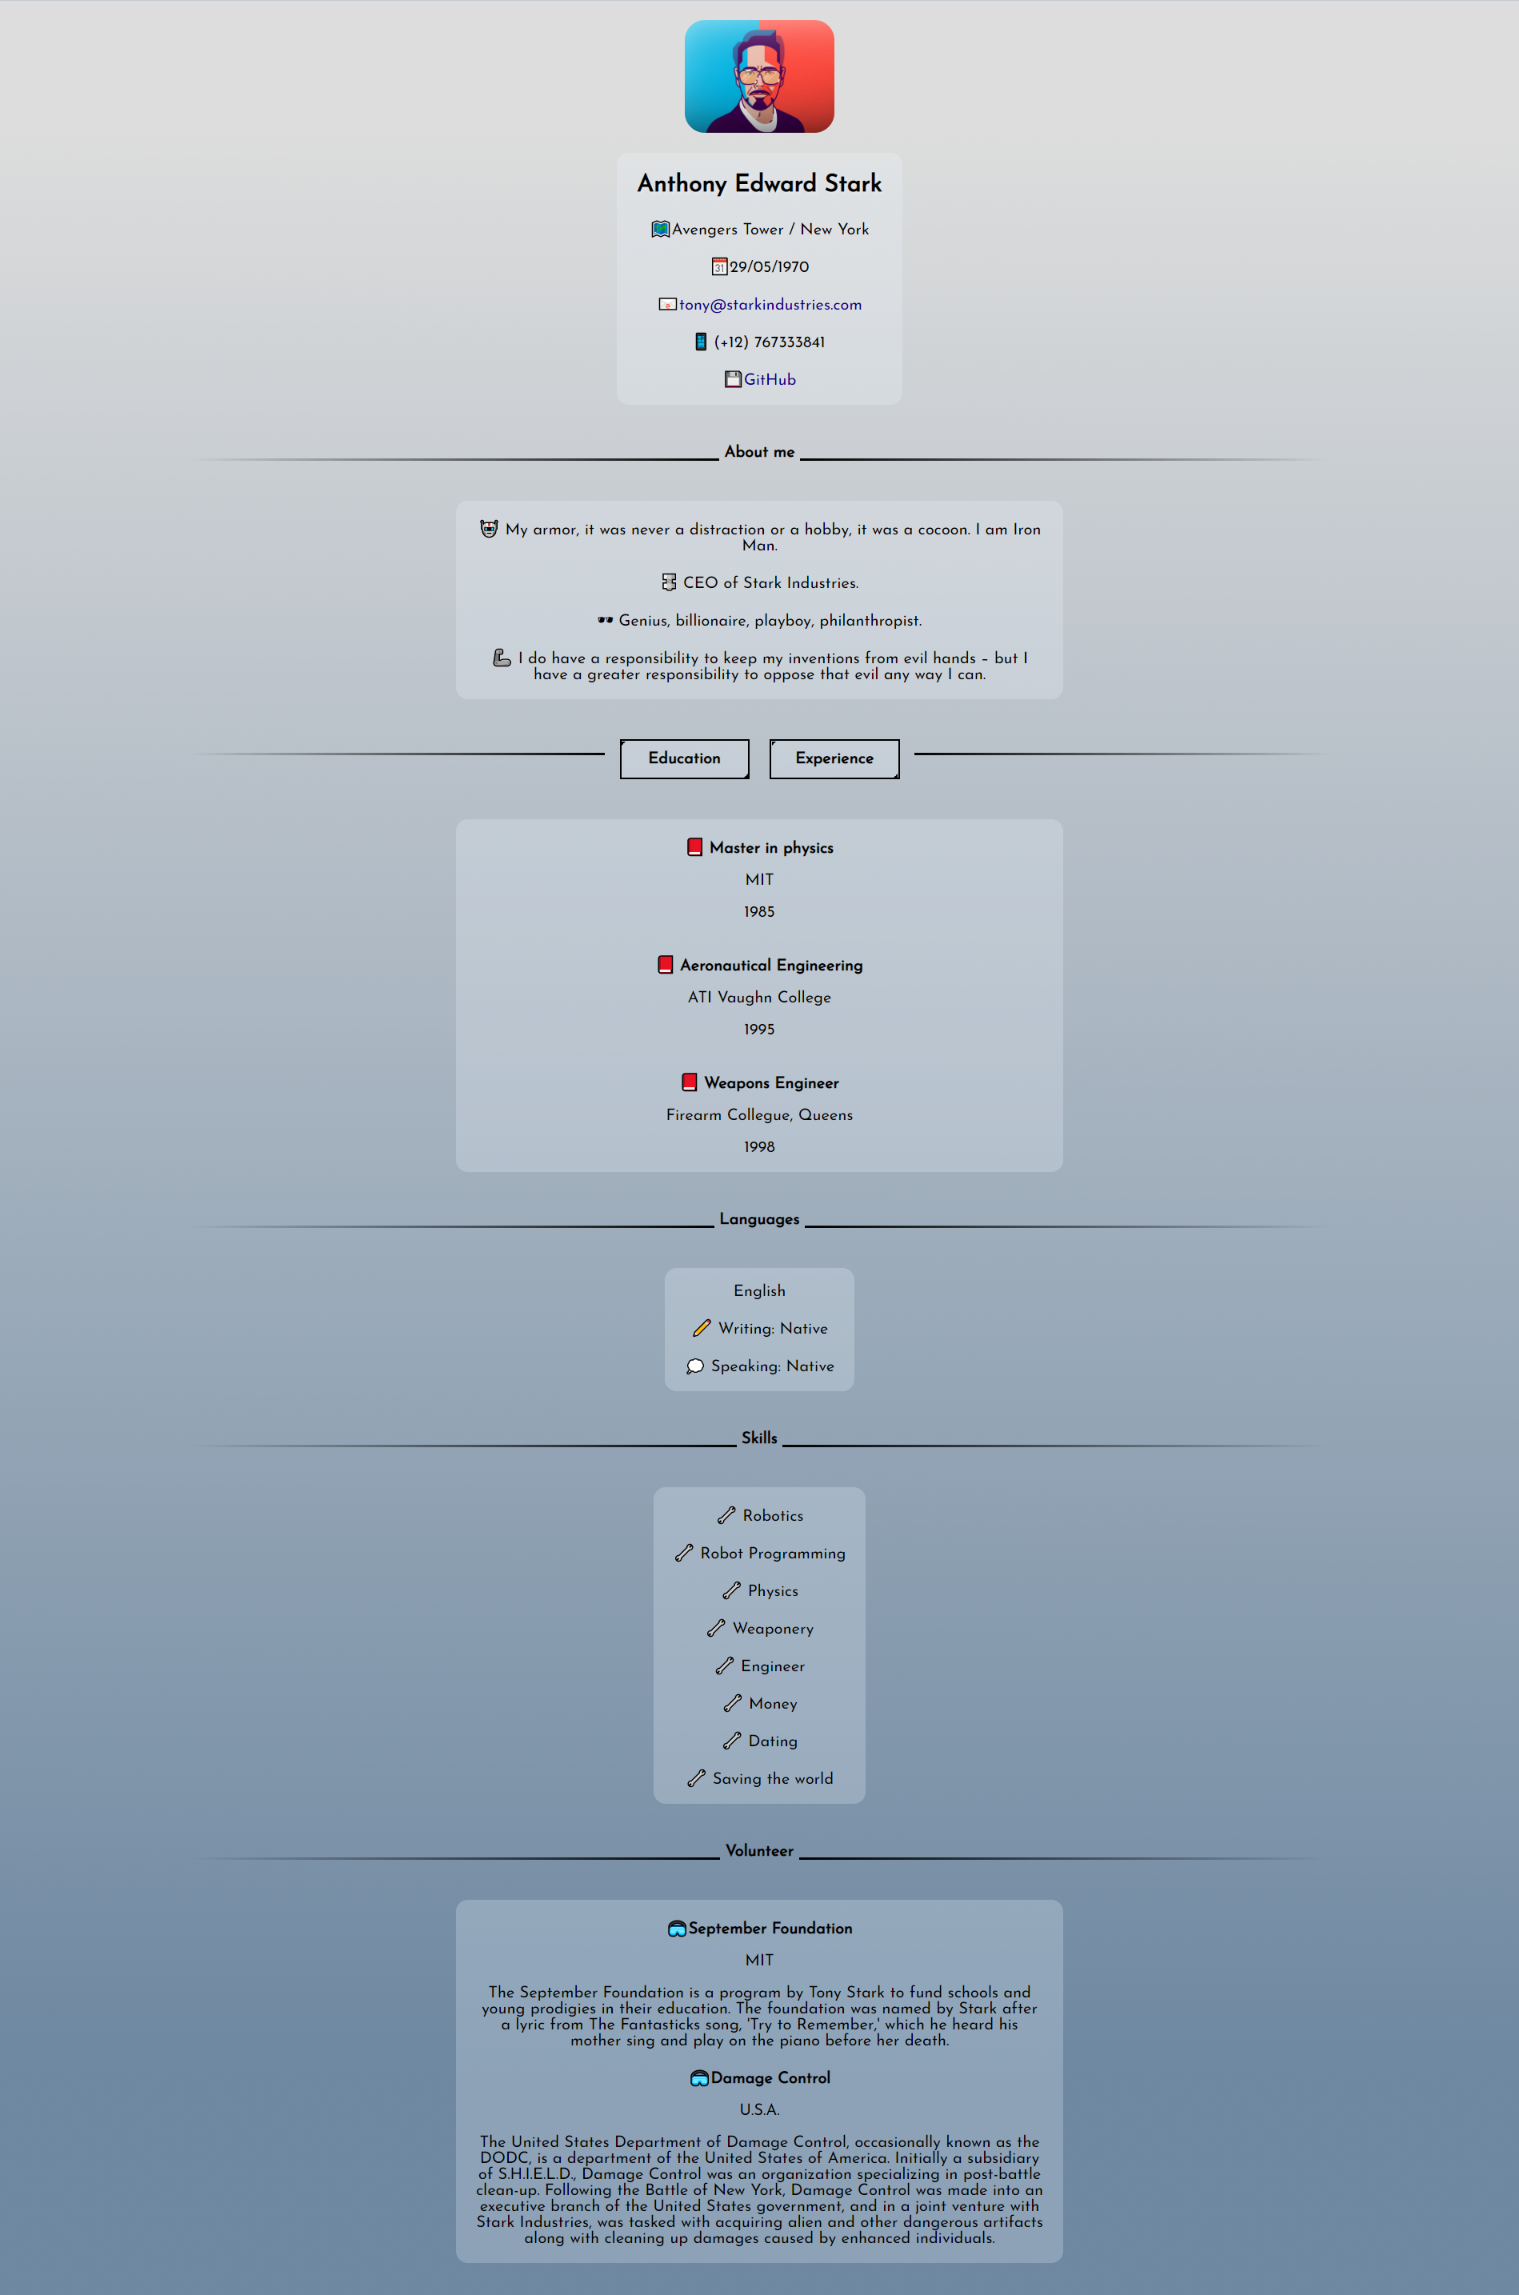 Anthony Edward Stark
Avengers Tower / New York
29/05/1970
tony@starkindustries.com
(+12) 767333841
GitHub
About me
My armor, it was never a distraction or a hobby, it was a cocoon. I am Iron
Man.
CEO of Stark Industries.
Genius, billionaire, playboy, philanthropist.
I do have a responsibility to keep my inventions from evil hands – but I
have a greater responsibility to oppose that evil any way I can.
Education Experience
Master in physics
MIT
1985
Aeronautical Engineering
ATI Vaughn College
1995
Weapons Engineer
Firearm Collegue, Queens
1998
Languages
English
Writing: Native
Speaking: Native
Skills
Robotics
Robot Programming
Physics
Weaponery
Engineer
Money
Dating
Saving the world
Volunteer
September Foundation
MIT
The September Foundation is a program by Tony Stark to fund schools and
young prodigies in their education. The foundation was named by Stark after
a lyric from The Fantasticks song, 'Try to Remember,' which he heard his
mother sing and play on the piano before her death.
Damage Control
U.S.A.
The United States Department of Damage Control, occasionally known as the
DODC, is a department of the United States of America. Initially a subsidiary
of S.H.I.E.L.D., Damage Control was an organization specializing in post-battle
clean-up. Following the Battle of New York, Damage Control was made into an
executive branch of the United States government, and in a joint venture with
Stark Industries, was tasked with acquiring alien and other dangerous artifacts
along with cleaning up damages caused by enhanced individuals.